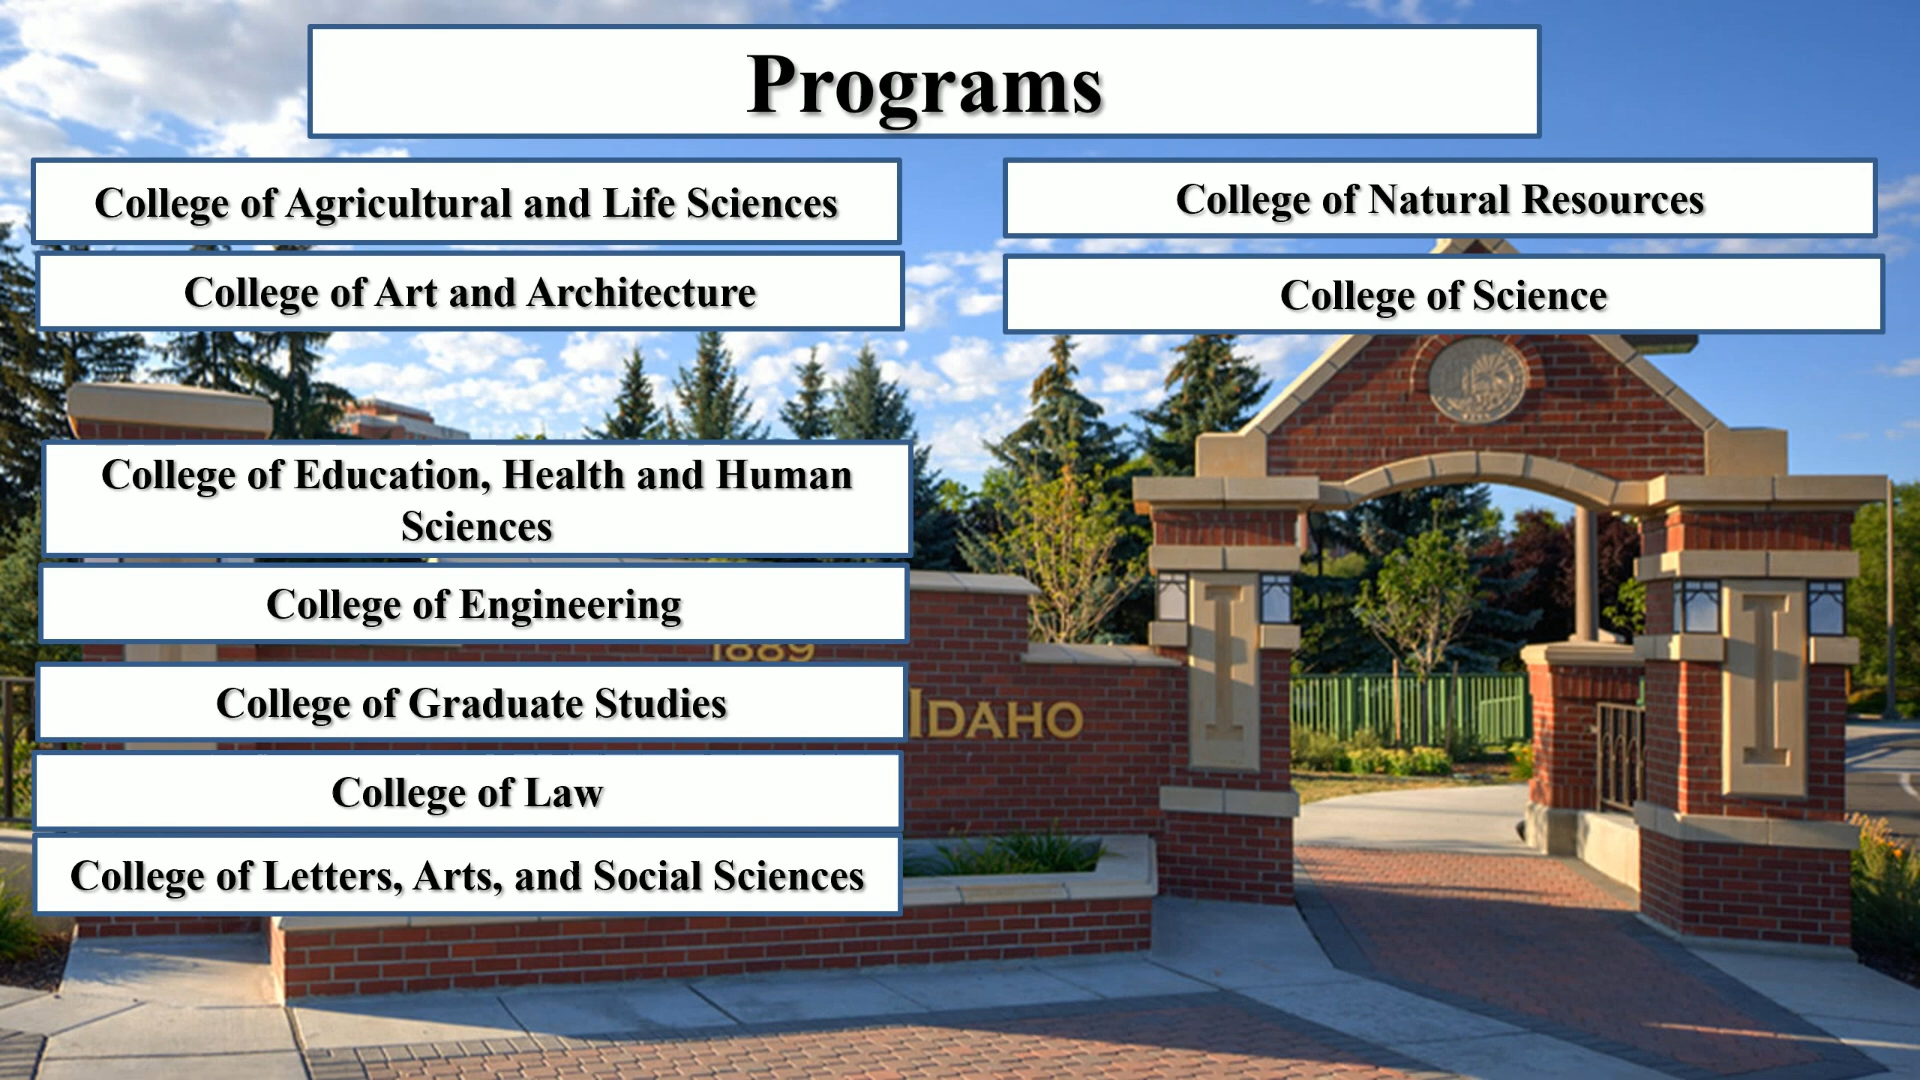 Programs
College of Agricultural and Life Sciences
College of Art and Architecture
College of Education, Health and Human
Sciences
College of Engineering
College of Graduate Studies
College of Law
College of Letters, Arts, and Social Sciences
College of Natural Resources
College of Science
1889
IDAHO
I
I